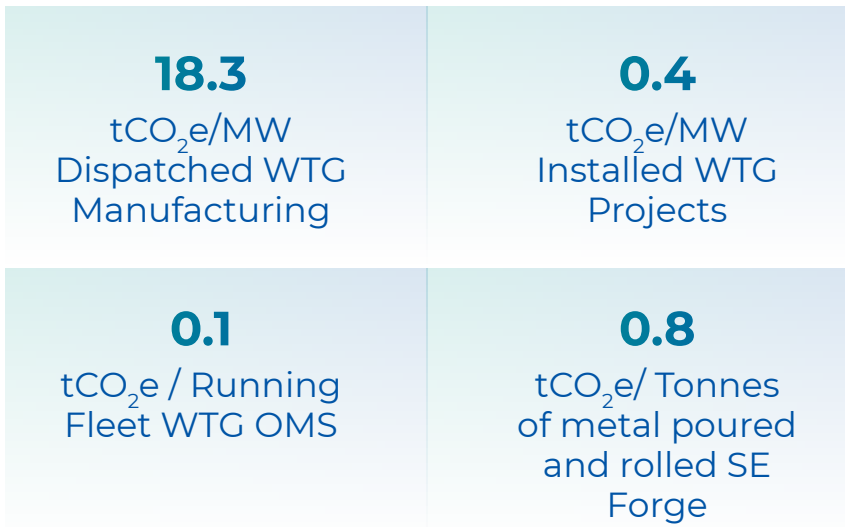 18.3
tCO₂e/MW
Dispatched WTG
Manufacturing
0.4
tCO₂e/MW
Installed WTG
Projects
0.1
tCO₂e / Running
Fleet WTG OMS
0.8
tCO₂e/ Tonnes
of metal poured
and rolled SE
Forge